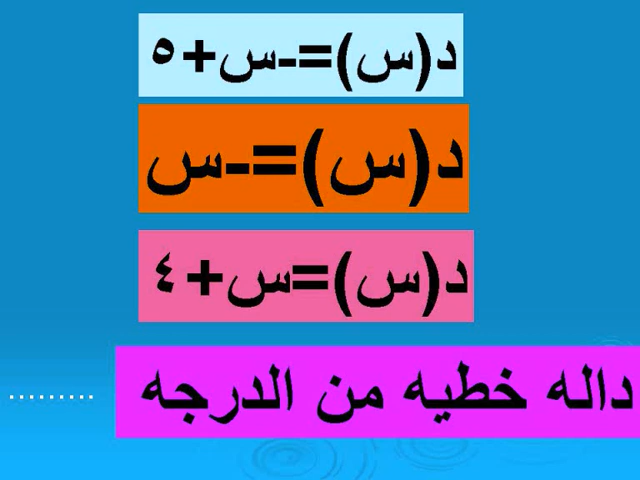 د(س)=-س+٥
د(س)=-س
د(س)=س+٤
داله خطيه من الدرجه .........